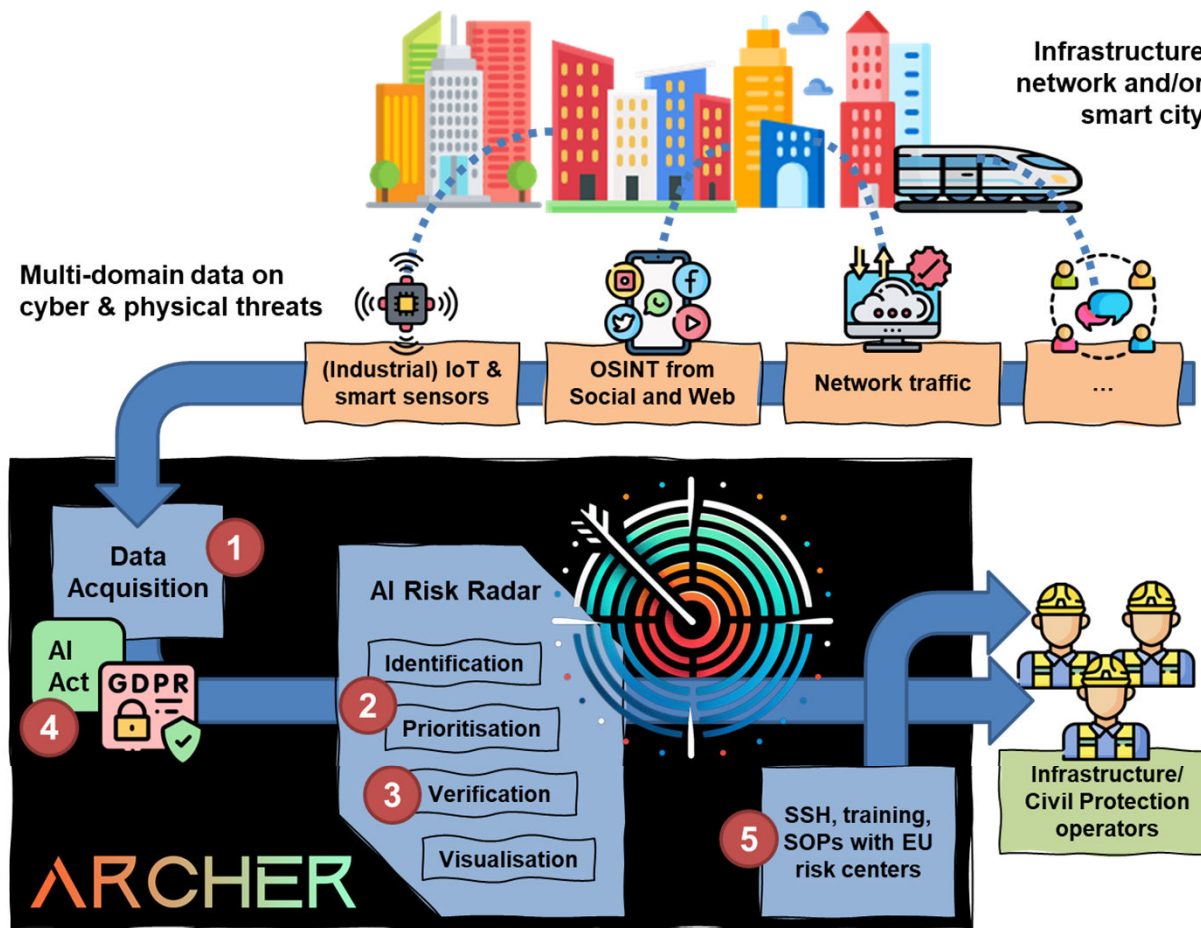 Infrastructure
network and/or
smart city
Multi-domain data on
cyber & physical threats
(Industrial) IoT &
smart sensors
OSINT from
Social and Web
Network traffic
...
Data
Acquisition
1
AI Risk Radar
Identification
2
Prioritisation
3
Verification
Visualisation
AI
Act
GDPR
4
5
SSH, training,
SOPs with EU
risk centers
Infrastructure/
Civil Protection
operators
ARCHER